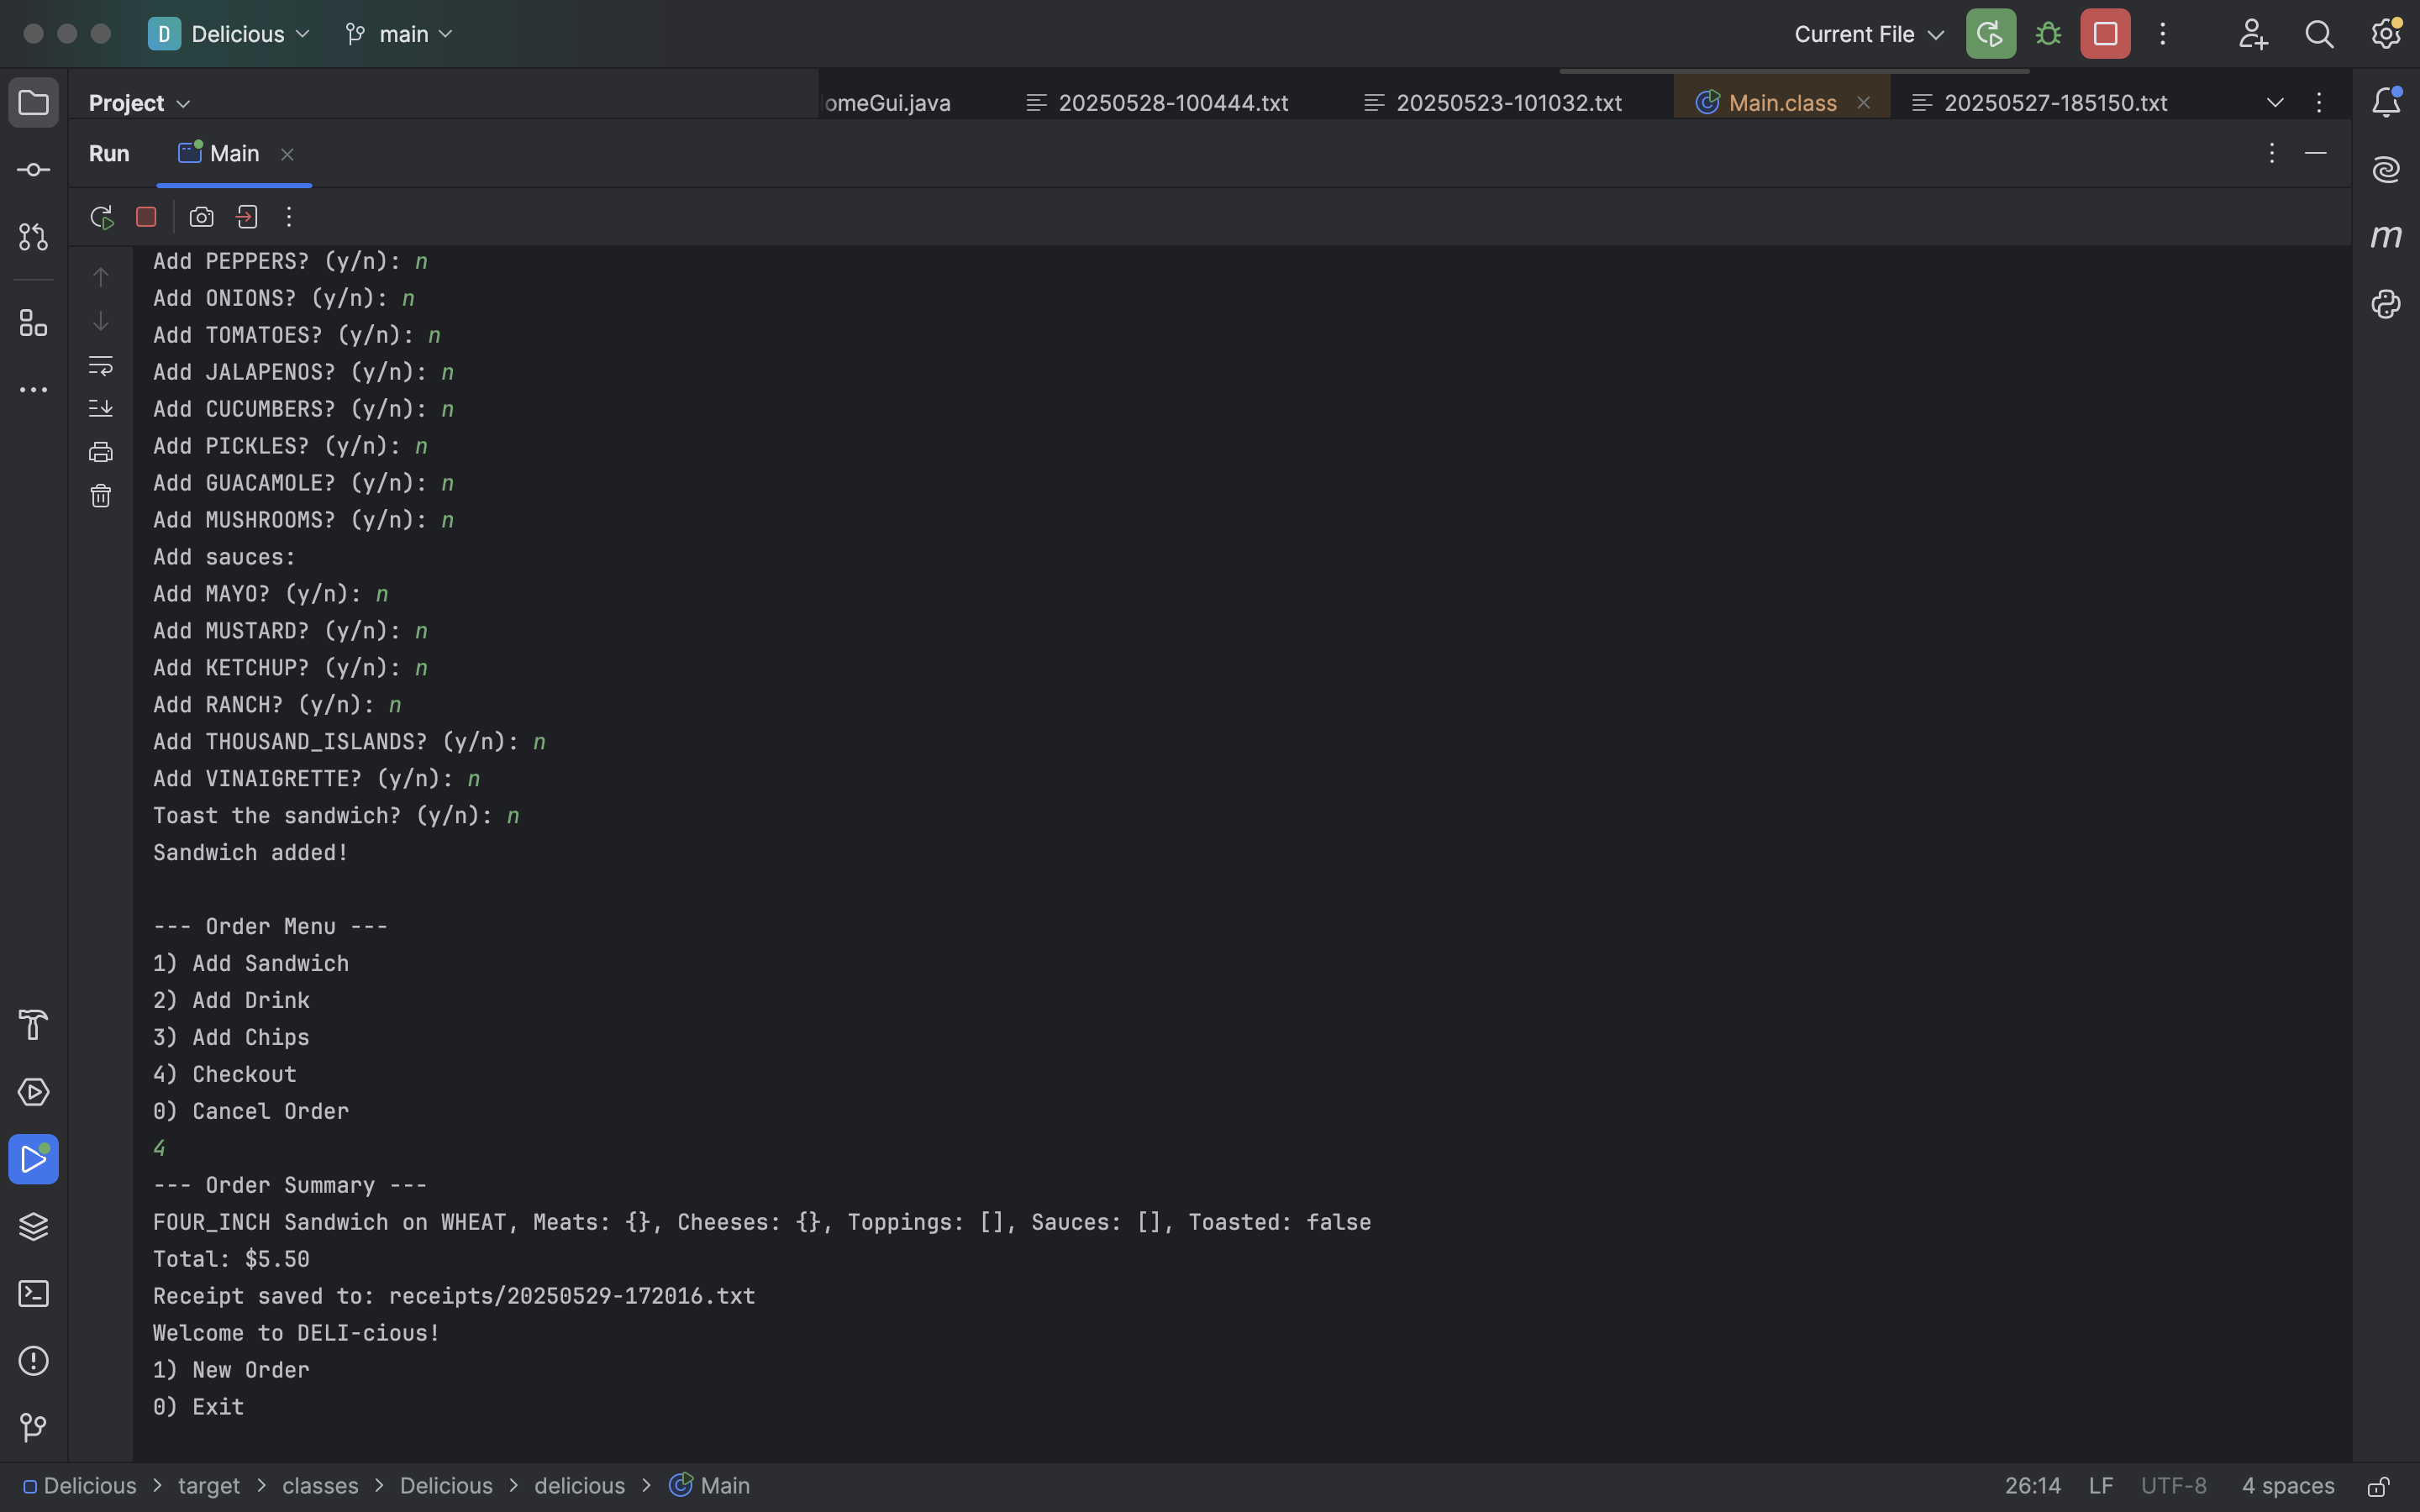 D Delicious main Current File
Project omeGui.java 20250528-100444.txt 20250523-101032.txt Main.class 20250527-185150.txt
Run Main
Add PEPPERS? (y/n): n
Add ONIONS? (y/n): n
Add TOMATOES? (y/n): n
Add JALAPENOS? (y/n): n
Add CUCUMBERS? (y/n): n
Add PICKLES? (y/n): n
Add GUACAMOLE? (y/n): n
Add MUSHROOMS? (y/n): n
Add sauces:
Add MAYO? (y/n): n
Add MUSTARD? (y/n): n
Add KETCHUP? (y/n): n
Add RANCH? (y/n): n
Add THOUSAND_ISLANDS? (y/n): n
Add VINAIGRETTE? (y/n): n
Toast the sandwich? (y/n): n
Sandwich added!
--- Order Menu ---
1) Add Sandwich
2) Add Drink
3) Add Chips
4) Checkout
0) Cancel Order
4
--- Order Summary ---
FOUR_INCH Sandwich on WHEAT, Meats: {}, Cheeses: {}, Toppings: [], Sauces: [], Toasted: false
Total: $5.50
Receipt saved to: receipts/20250529-172016.txt
Welcome to DELI-cious!
1) New Order
0) Exit
Delicious > target > classes > Delicious > delicious > Main 26:14 LF UTF-8 4 spaces